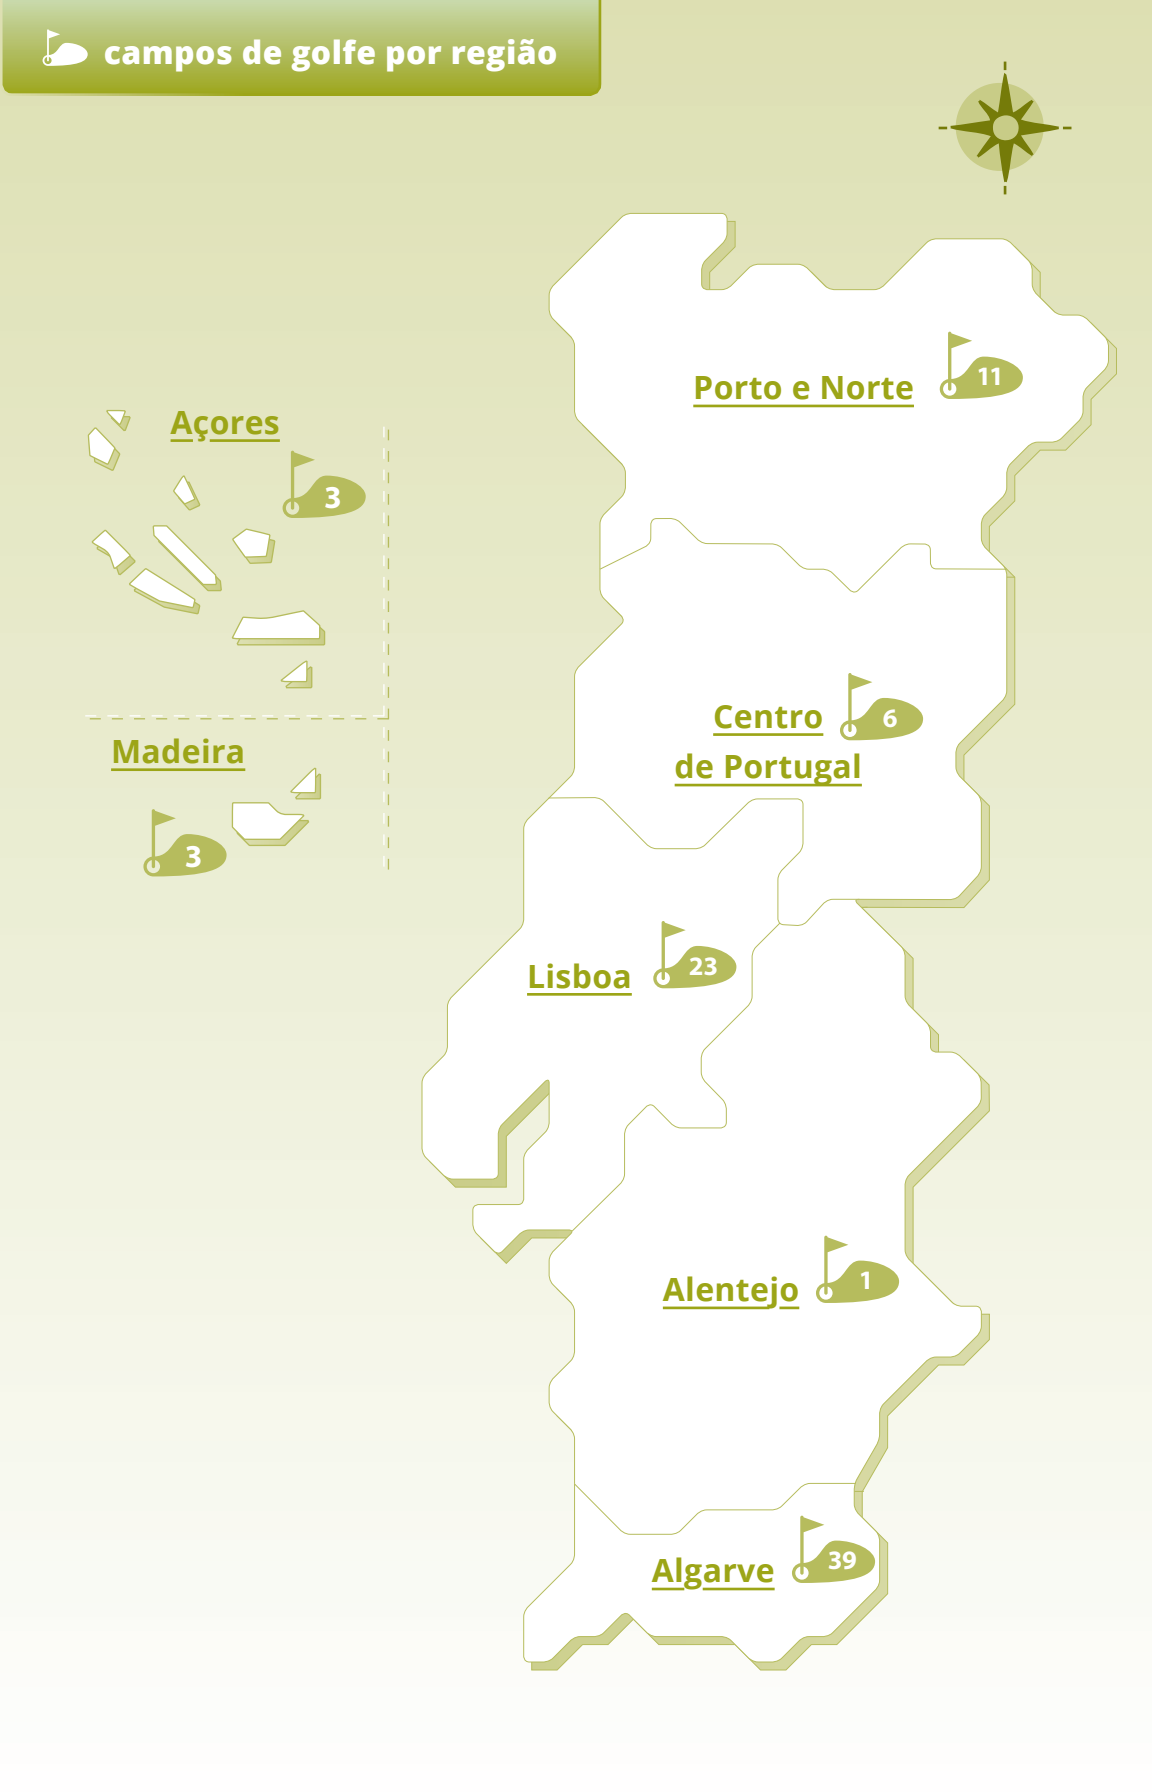 campos de golfe por região
Porto e Norte
11
Açores
3
Centro
6
de Portugal
Madeira
3
Lisboa
23
Alentejo
1
Algarve
39